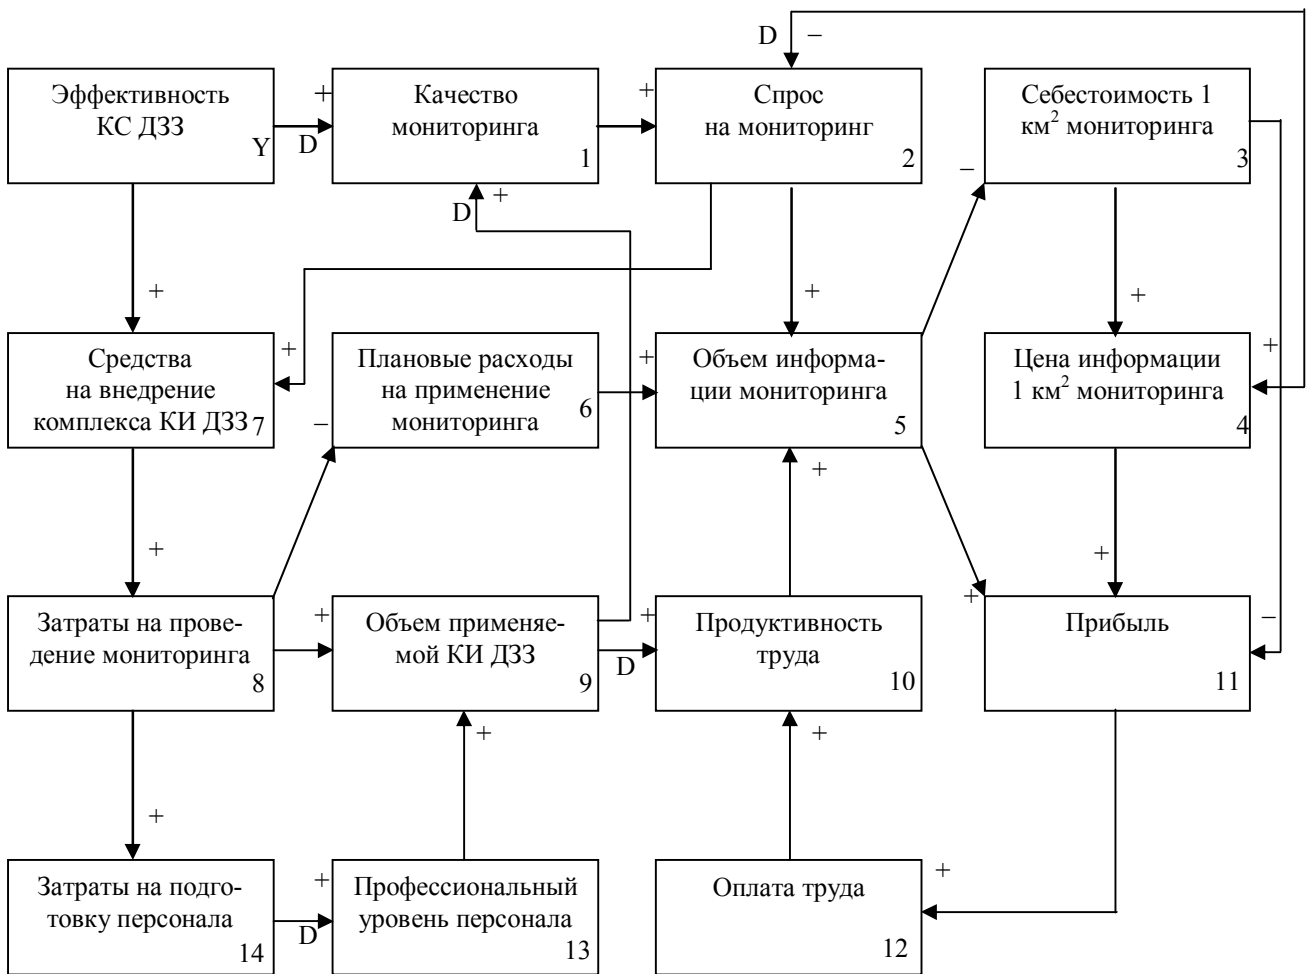 D –
Эффективность
КС ДЗЗ
Y
+
D
Качество
мониторинга
1
+
Спрос
на мониторинг
2
Себестоимость 1
км² мониторинга
3
–
D +
+
+
+
Средства
на внедрение
комплекса КИ ДЗЗ 7
+
–
Плановые расходы
на применение
мониторинга
6
+
Объем информа-
ции мониторинга
5
Цена информации
1 км² мониторинга
4
+
+
+
+
Затраты на прове-
дение мониторинга
8
+
Объем применяе-
мой КИ ДЗЗ
9
+
D
Продуктивность
труда
10
+
Прибыль
11
–
+
+
+
Затраты на подго-
товку персонала
14
+
D
Профессиональный
уровень персонала
13
Оплата труда
12
+